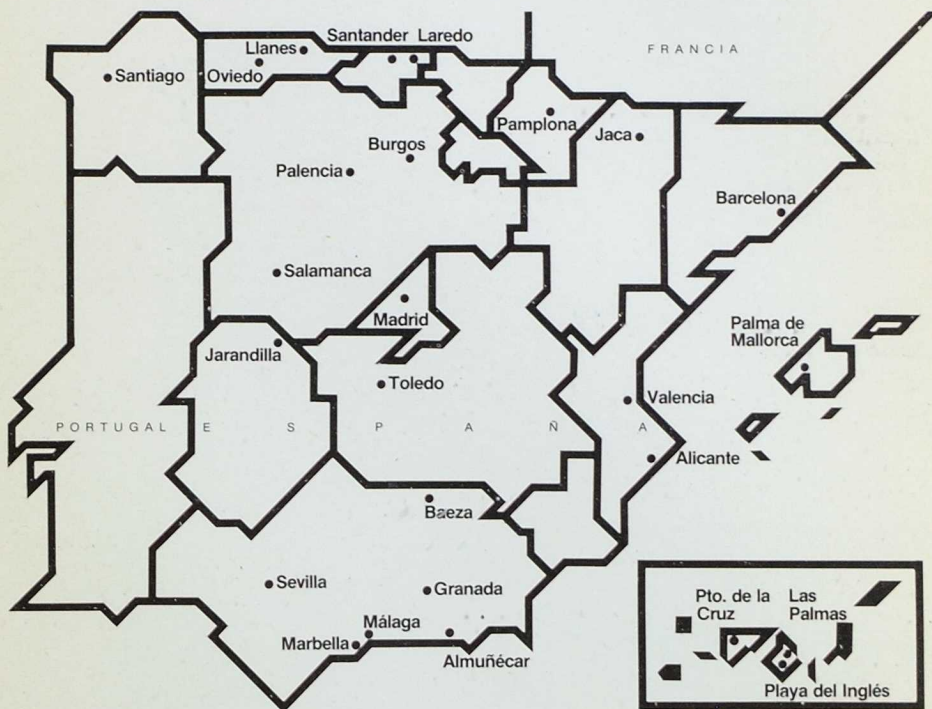 Santander Laredo
Llanes
FRANCIA
Oviedo
Santiago
Pamplona
Jaca
Burgos
Palencia
Barcelona
Salamanca
Madrid
Palma de
Mallorca
Jarandilla
Toledo
Valencia
PORTUGAL
ESPAÑA
Alicante
Baeza
Sevilla
Granada
Málaga
Marbella
Almuñécar
Pto. de la
Cruz
Las
Palmas
Playa del Inglés